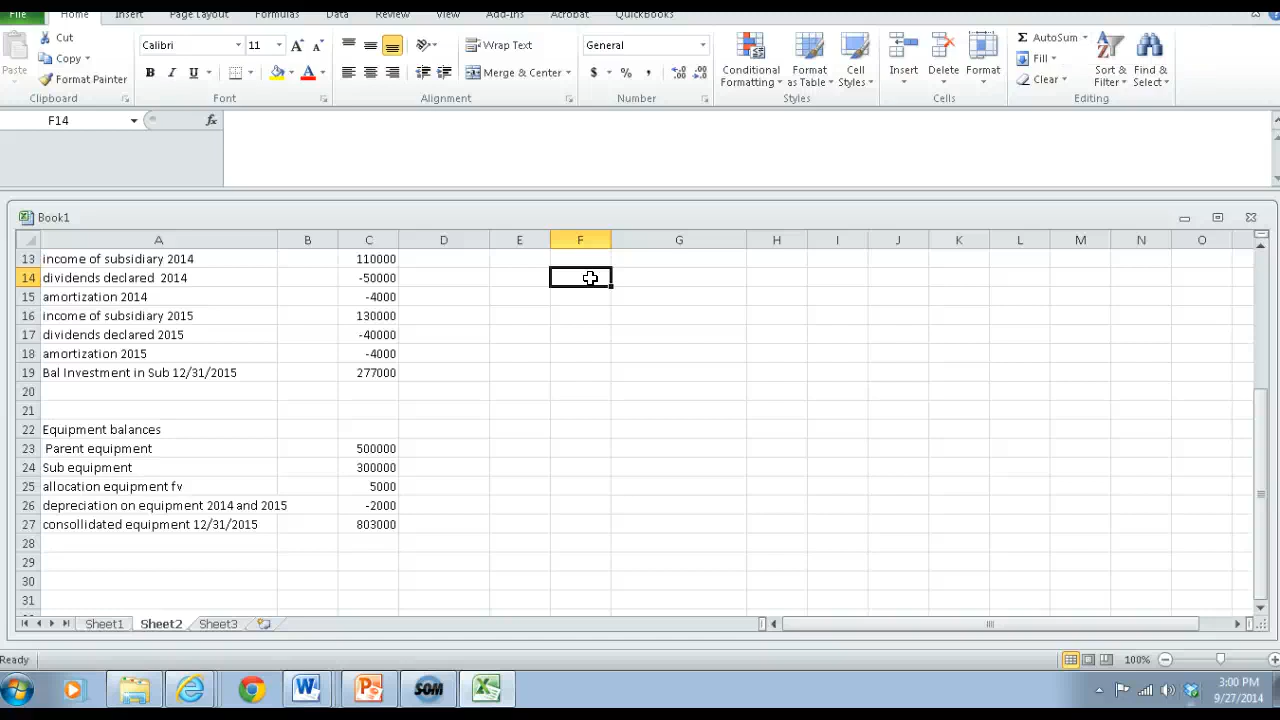 File Home Insert Page Layout Formulas Data Review View Add-Ins Acrobat QuickBooks
Paste Cut Copy Format Painter Clipboard
Calibri 11 A A B I U A Font
Wrap Text Merge & Center Alignment
General $ % , Number
Conditional Formatting Format as Table Cell Styles Styles
Insert Delete Format Cells
Σ AutoSum Fill Clear Sort & Filter Find & Select Editing
F14 fx
Book1
A B C D E F G H I J K L M N O
13 income of subsidiary 2014 110000
14 dividends declared 2014 -50000
15 amortization 2014 -4000
16 income of subsidiary 2015 130000
17 dividends declared 2015 -40000
18 amortization 2015 -4000
19 Bal Investment in Sub 12/31/2015 277000
20
21
22 Equipment balances
23 Parent equipment 500000
24 Sub equipment 300000
25 allocation equipment fv 5000
26 depreciation on equipment 2014 and 2015 -2000
27 consollidated equipment 12/31/2015 803000
28
29
30
31
Sheet1 Sheet2 Sheet3
Ready 100%
SOM 3:00 PM
9/27/2014